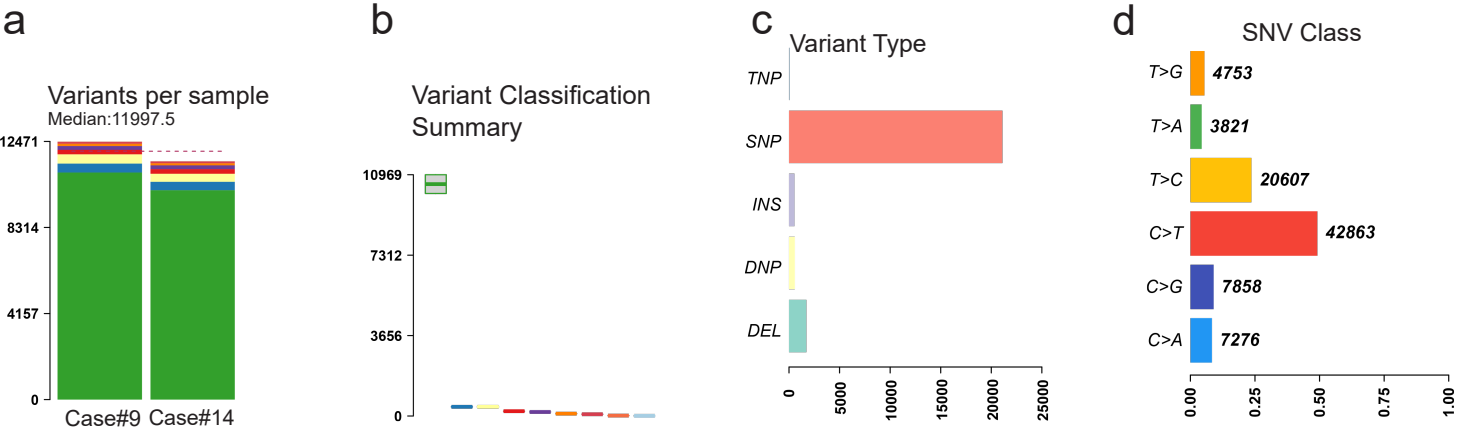 a
Variants per sample
Median:11997.5
12471
8314
4157
0
Case#9 Case#14
b
Variant Classification
Summary
10969
7312
3656
0
c
Variant Type
TNP
SNP
INS
DNP
DEL
0
5000
10000
15000
20000
25000
d
SNV Class
T>G 4753
T>A 3821
T>C 20607
C>T 42863
C>G 7858
C>A 7276
0.00
0.25
0.50
0.75
1.00